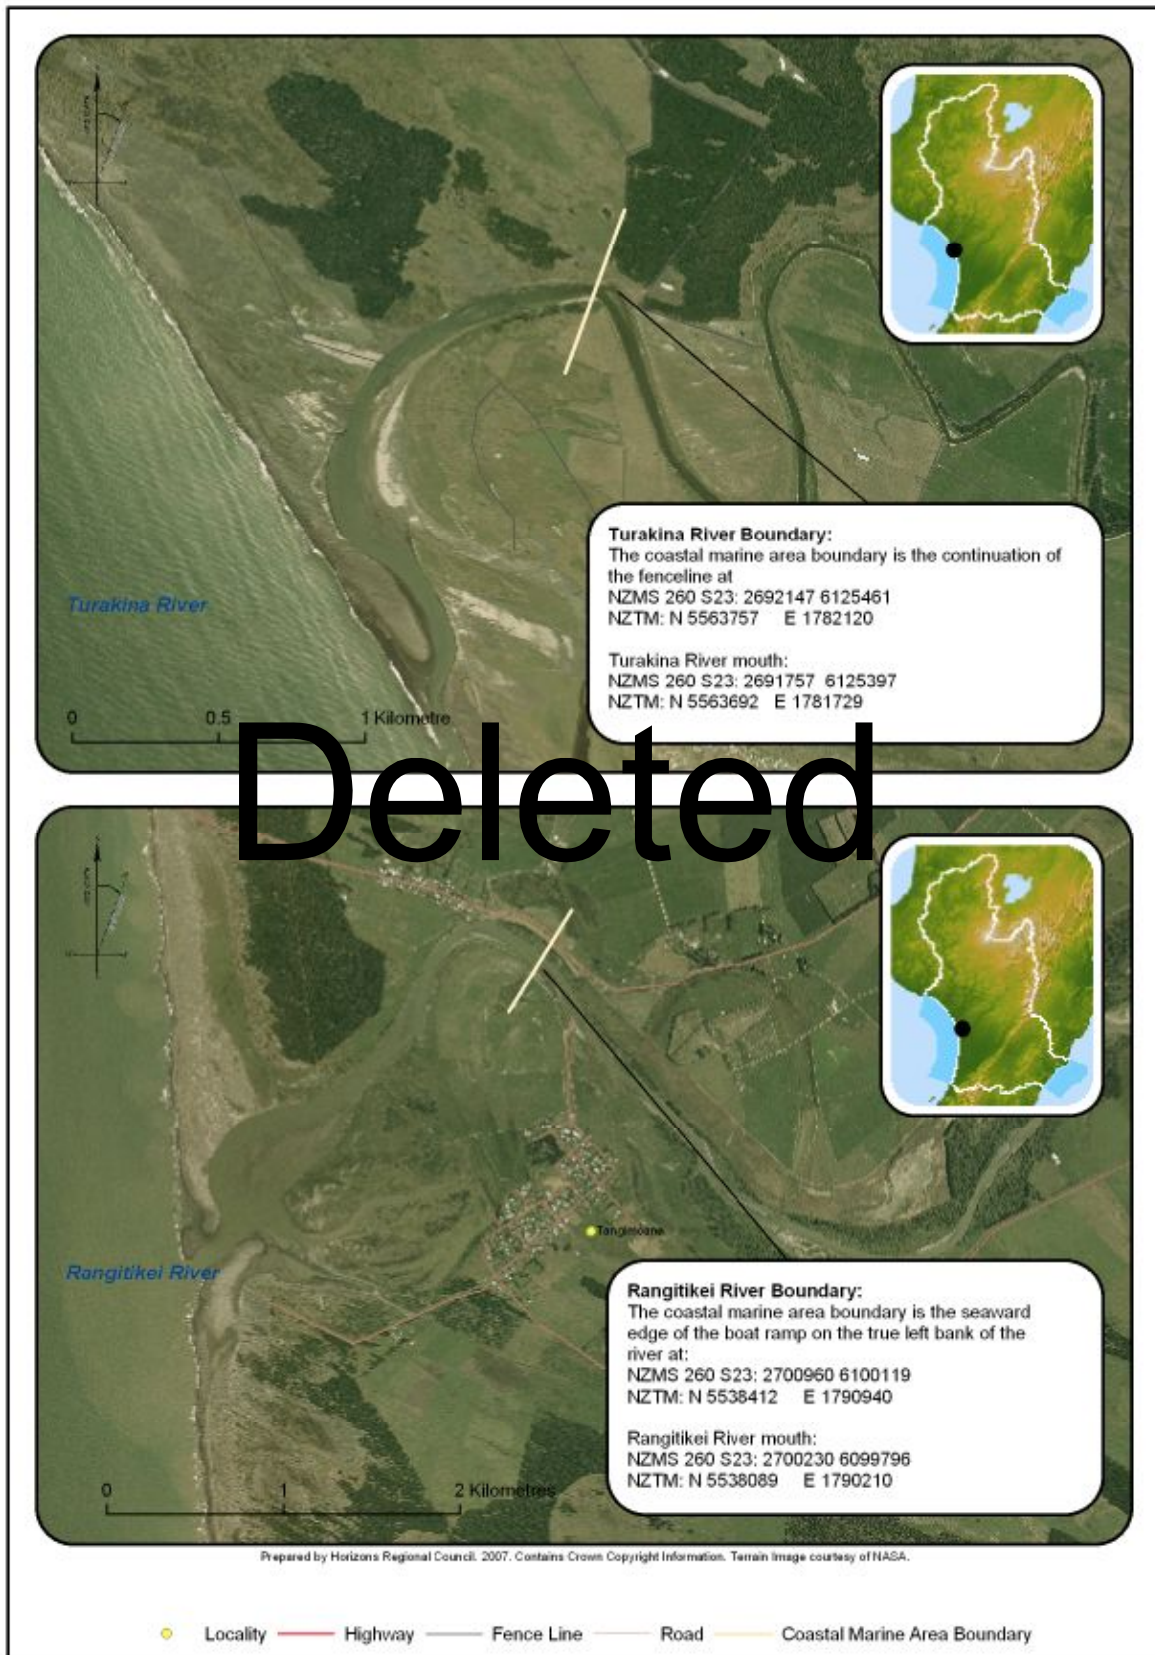 Turakina River Boundary:
The coastal marine area boundary is the continuation of
the fenceline at
NZMS 260 S23: 2692147 6125461
NZTM: N 5563757 E 1782120
Turakina River mouth:
NZMS 260 S23: 2691757 6125397
NZTM: N 5563692 E 1781729
Turakina River
0 0.5 1 Kilometre
Deleted
Tangimoana
Rangitikei River
Rangitikei River Boundary:
The coastal marine area boundary is the seaward
edge of the boat ramp on the true left bank of the
river at:
NZMS 260 S23: 2700960 6100119
NZTM: N 5538412 E 1790940
Rangitikei River mouth:
NZMS 260 S23: 2700230 6099796
NZTM: N 5538089 E 1790210
0 1 2 Kilometres
Prepared by Horizons Regional Council. 2007. Contains Crown Copyright Information. Terrain Image courtesy of NASA.
Locality Highway Fence Line Road Coastal Marine Area Boundary